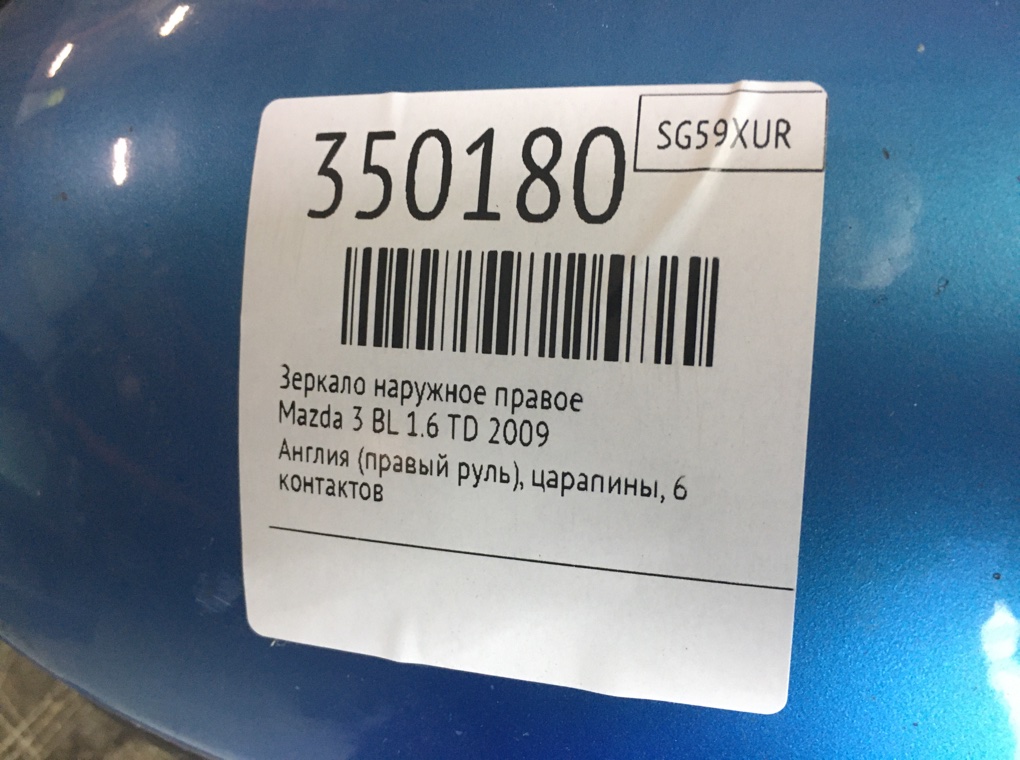 350180
SG59XUR
Зеркало наружное правое
Mazda 3 BL 1.6 TD 2009
Англия (правый руль), царапины, 6
контактов